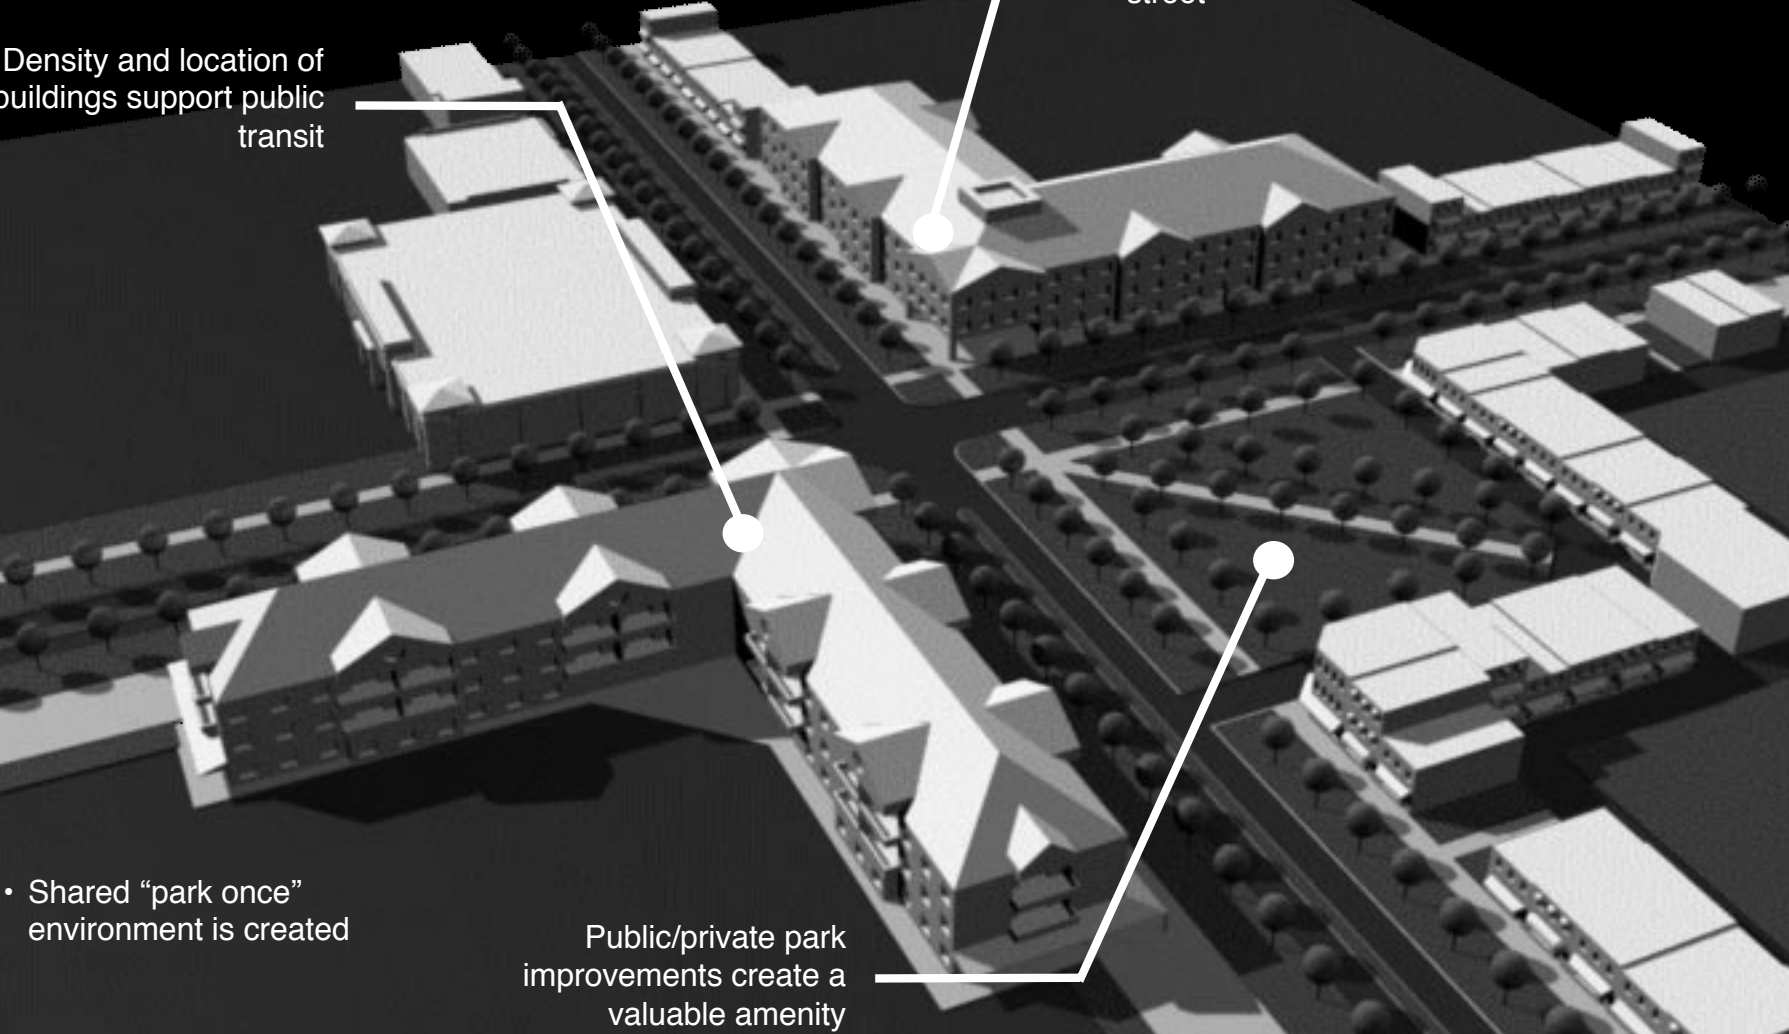 street
Density and location of
buildings support public
transit
• Shared “park once”
environment is created
Public/private park
improvements create a
valuable amenity